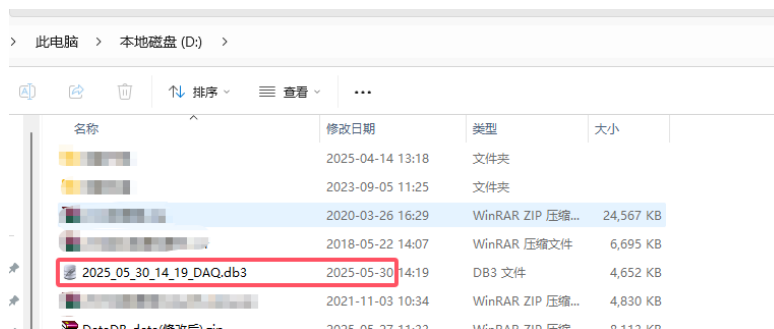 > 此电脑 > 本地磁盘 (D:) >
排序 查看 ...
名称 修改日期 类型 大小
2025-04-14 13:18 文件夹
2023-09-05 11:25 文件夹
2020-03-26 16:29 WinRAR ZIP 压缩... 24,567 KB
2018-05-22 14:07 WinRAR 压缩文件 6,695 KB
2025_05_30_14_19_DAQ.db3 2025-05-30 14:19 DB3 文件 4,652 KB
2021-11-03 10:34 WinRAR ZIP 压缩... 4,830 KB